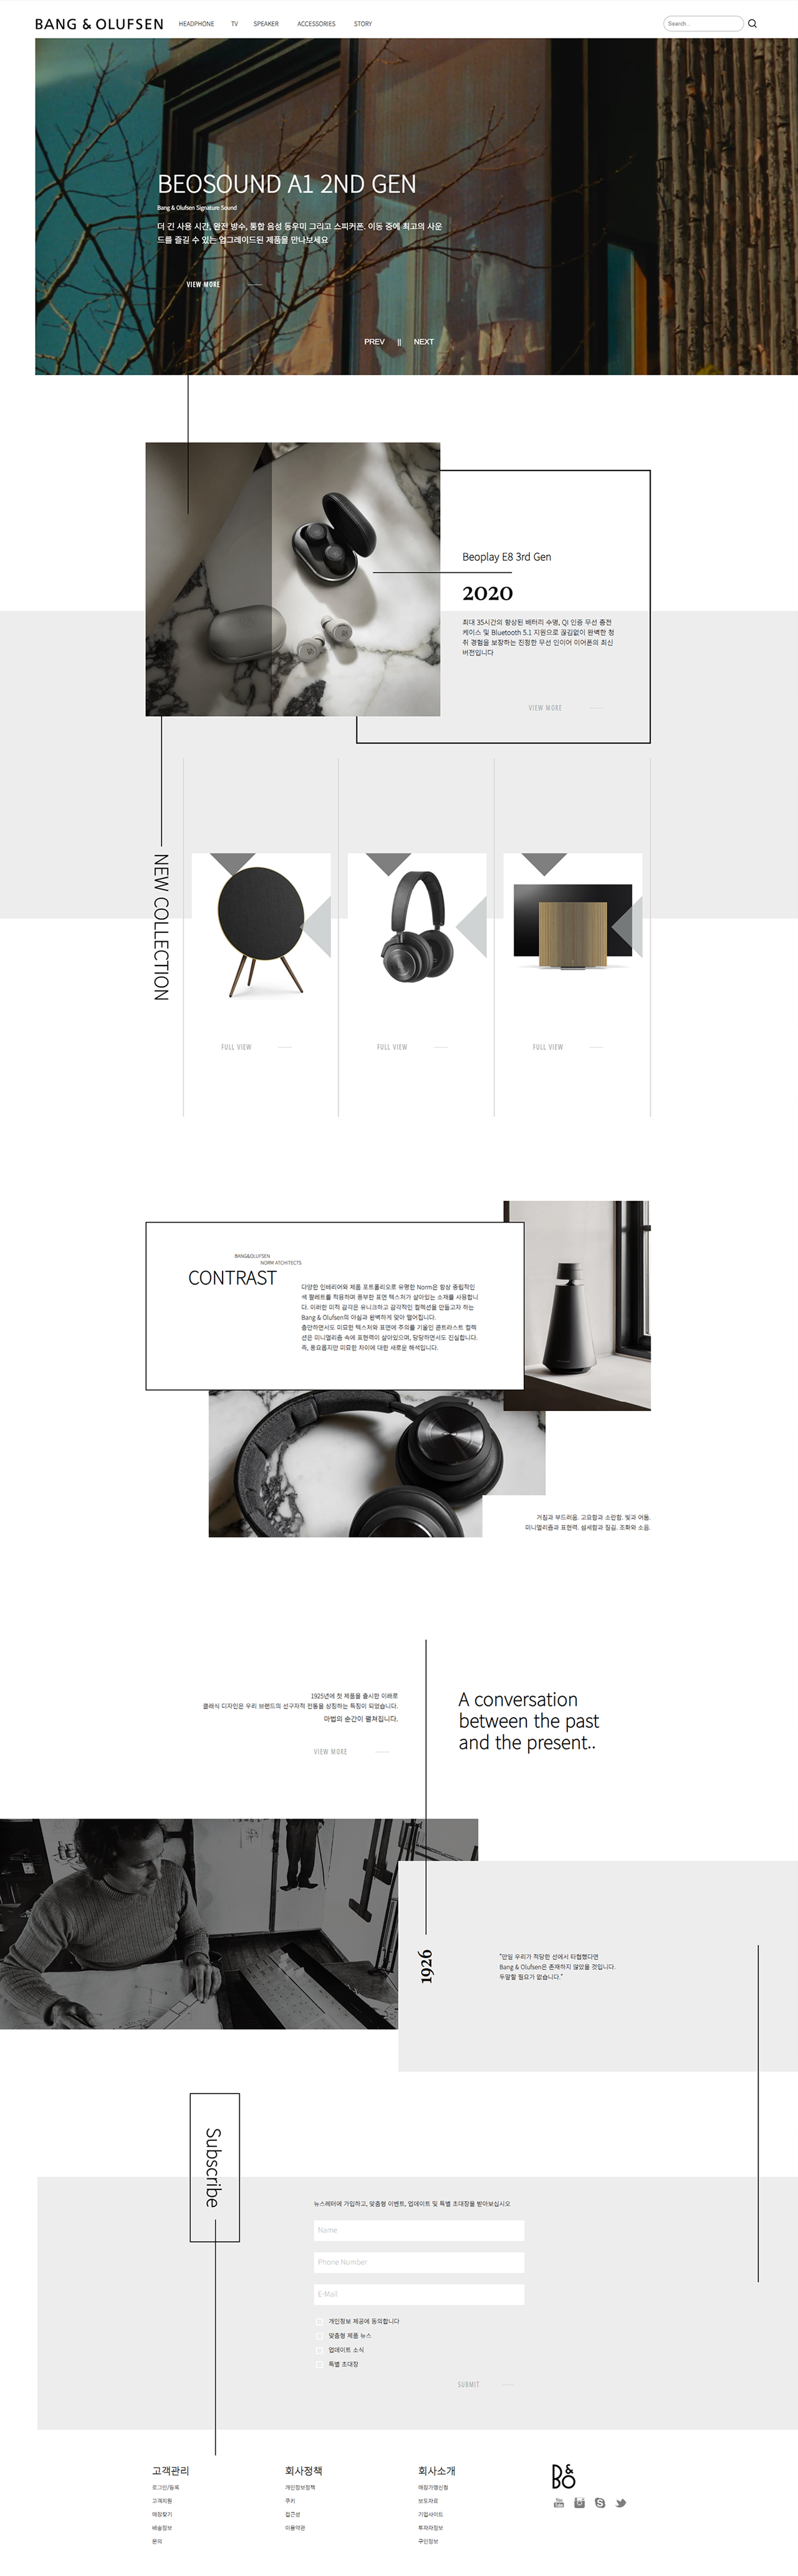 BANG & OLUFSEN
HEADPHONE TV SPEAKER ACCESSORIES STORY
Search...
BEOSOUND A1 2ND GEN
Bang & Olufsen Signature Sound
더 긴 사용 시간, 완전 방수, 통합 음성 동우미 그리고 스피커폰. 이동 중에 최고의 사운
드를 즐길 수 있는 업그레이드된 제품을 만나보세요
VIEW MORE
PREV || NEXT
Beoplay E8 3rd Gen
2020
최대 35시간의 향상된 배터리 수명, QI 인증 무선 충전
케이스 및 Bluetooth 5.1 지원으로 끊김없이 완벽한 청
취 경험을 보장하는 진정한 무선 인이어 이어폰의 최신
버전입니다
VIEW MORE
NEW COLLECTION
FULL VIEW
FULL VIEW
FULL VIEW
BANG&OLUFSEN
NORM ATCHITECTS
CONTRAST
다양한 인테리어와 제품 포트폴리오로 유명한 Norm은 항상 중립적인
색 팔레트를 적용하며 풍부한 표면 텍스처가 살아있는 소재를 사용합니
다. 이러한 미적 감각은 유니크하고 감각적인 컬렉션을 만들고자 하는
Bang & Olufsen의 야심과 완벽하게 맞아 떨어집니다.
충만하면서도 미묘한 텍스처와 표면에 주의를 기울인 콘트라스트 컬렉
션은 미니멀리즘 속에 표현력이 살아있으며, 당당하면서도 진실합니다.
즉, 풍요롭지만 미묘한 차이에 대한 새로운 해석입니다.
거침과 부드러움. 고요함과 소란함. 빛과 어둠.
미니멀리즘과 표현력. 섬세함과 질감. 조화와 소음.
1925년에 첫 제품을 출시한 이래로
클래식 디자인은 우리 브랜드의 선구자적 전통을 상징하는 특징이 되었습니다.
마법의 순간이 펼쳐집니다.
VIEW MORE
A conversation
between the past
and the present..
1926
"만일 우리가 적당한 선에서 타협했다면
Bang & Olufsen은 존재하지 않았을 것입니다.
두말할 필요가 없습니다."
Subscribe
뉴스레터에 가입하고, 맞춤형 이벤트, 업데이트 및 특별 초대장을 받아보십시오
Name
Phone Number
E-Mail
개인정보 제공에 동의합니다
맞춤형 제품 뉴스
업데이트 소식
특별 초대장
SUBMIT
고객관리
로그인/등록
고객지원
매장찾기
배송정보
문의
회사정책
개인정보정책
쿠키
접근성
이용약관
회사소개
매장가맹신청
보도자료
기업사이트
투자자정보
구인정보
B&O